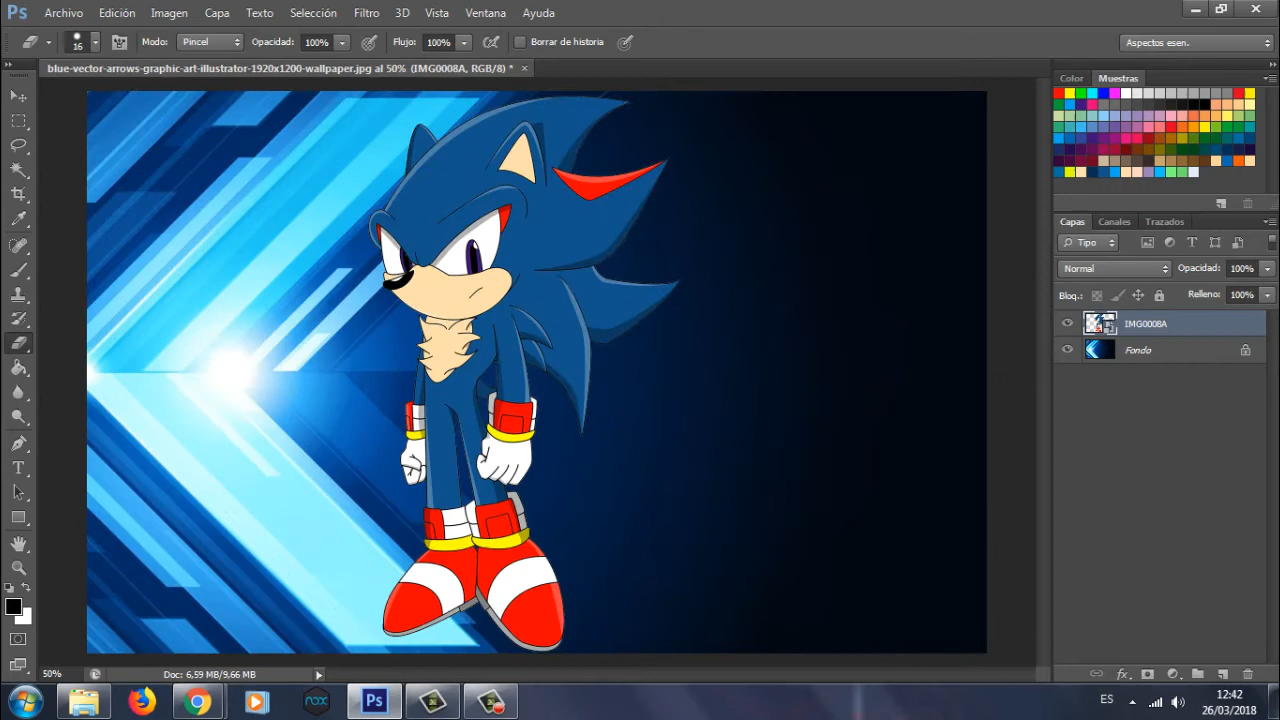 Ps Archivo Edición Imagen Capa Texto Selección Filtro 3D Vista Ventana Ayuda
16 Modo: Pincel Opacidad: 100% Flujo: 100% Borrar de historia Aspectos esen.
blue-vector-arrows-graphic-art-illustrator-1920x1200-wallpaper.jpg al 50% (IMG0008A, RGB/8) * ×
Color Muestras
Capas Canales Trazados
Tipo
Normal Opacidad: 100%
Bloq.: Relleno: 100%
IMG0008A
Fondo
50% Doc: 6,59 MB/9,66 MB
fx
nox Ps ES 12:42
26/03/2018